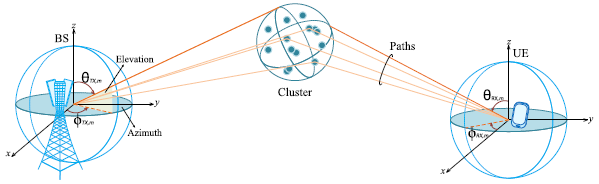 z
BS
Elevation
θTX,m
y
ϕTX,m
Azimuth
x
Cluster
Paths
z
UE
θRX,m
y
ϕRX,m
x